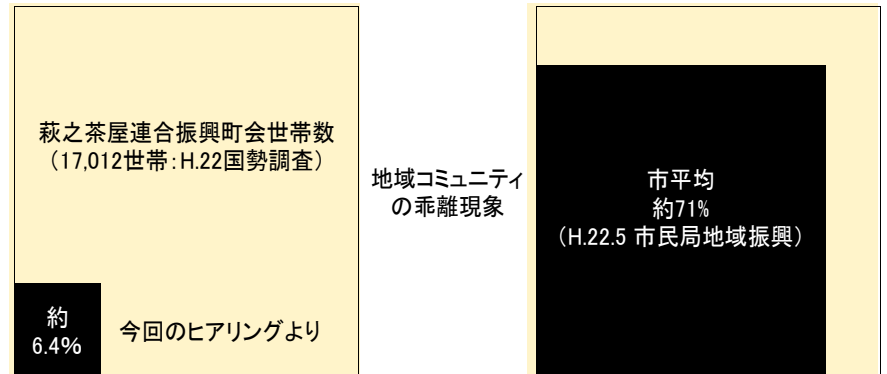 萩之茶屋連合振興町会世帯数
（17,012世帯：H.22国勢調査）
約
6.4%
今回のヒアリングより
地域コミュニティ
の乖離現象
市平均
約71%
（H.22.5 市民局地域振興）